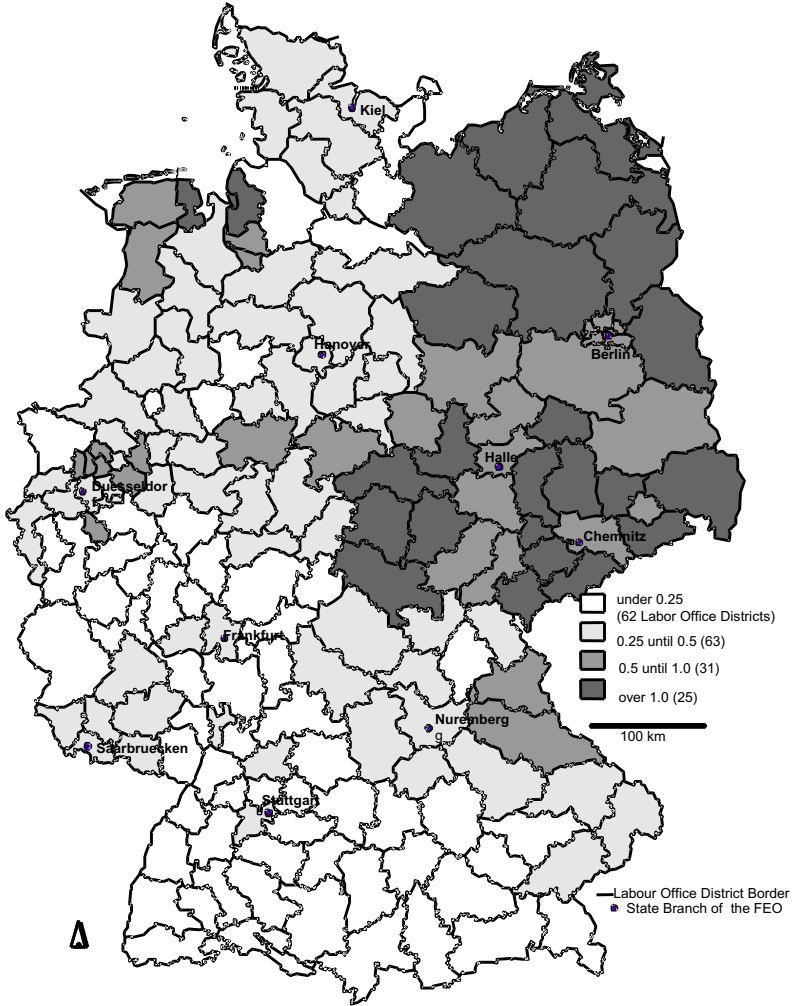 Kiel
Hanover
Berlin
Halle
Duesseldor
Chemnitz
under 0.25
(62 Labor Office Districts)
0.25 until 0.5 (63)
Frankfurt
0.5 until 1.0 (31)
over 1.0 (25)
Nuremberg
g
100 km
Saarbruecken
Stuttgart
Labour Office District Border
State Branch of the FEO